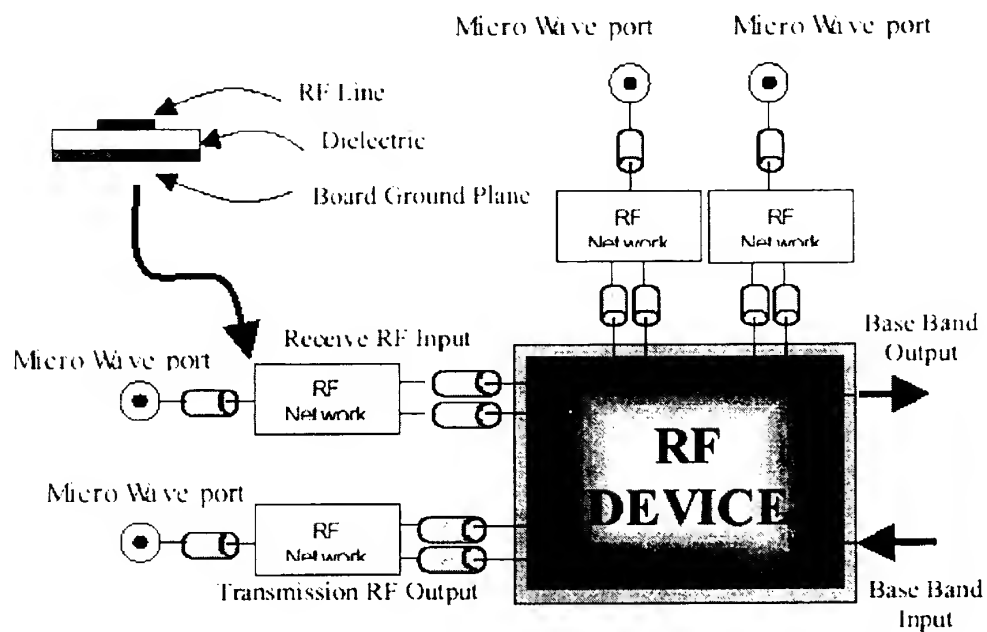 Micro Wave port
Micro Wave port
RF Line
Dielectric
Board Ground Plane
RF
Network
RF
Network
Receive RF Input
Base Band
Output
Micro Wave port
RF
Network
RF
DEVICE
Micro Wave port
RF
Network
Transmission RF Output
Base Band
Input